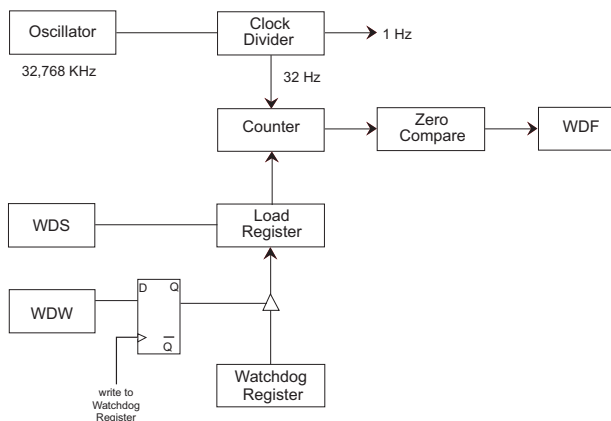 Oscillator
Clock
Divider
1 Hz
32,768 KHz
32 Hz
Counter
Zero
Compare
WDF
WDS
Load
Register
WDW
D
Q
Q
Watchdog
Register
write to
Watchdog
Register